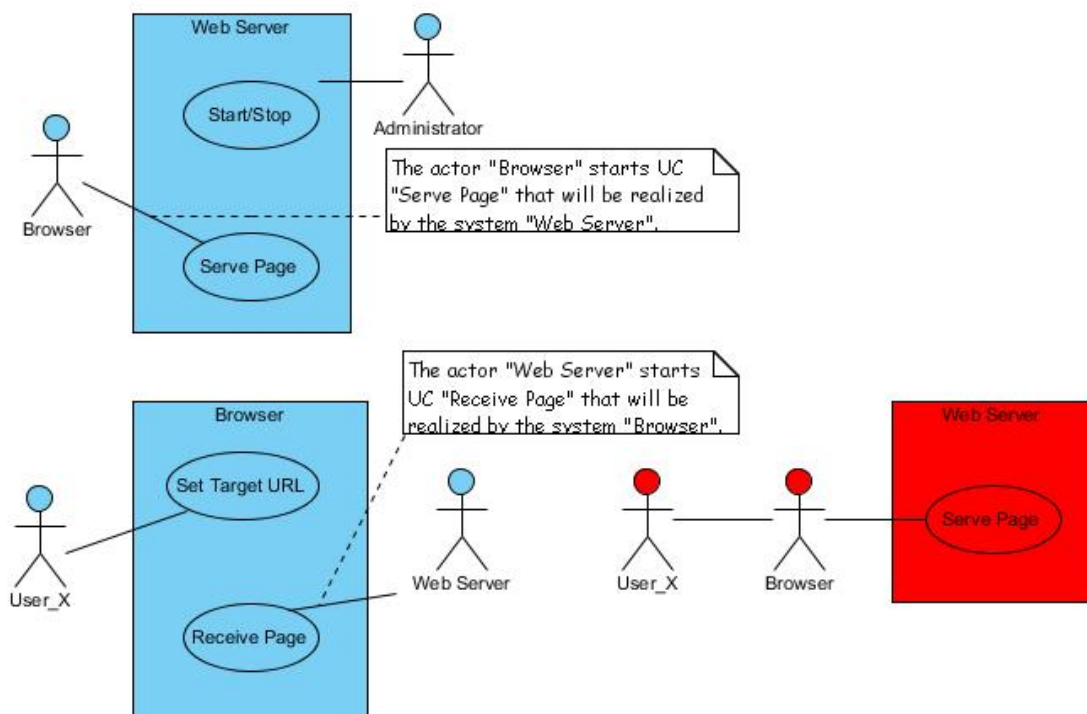 Web Server
Start/Stop
Administrator
Browser
Serve Page
The actor "Browser" starts UC
"Serve Page" that will be realized
by the system "Web Server".
The actor "Web Server" starts
UC "Receive Page" that will be
realized by the system "Browser".
Browser
Set Target URL
User_X
Receive Page
Web Server
User_X
Browser
Web Server
Serve Page